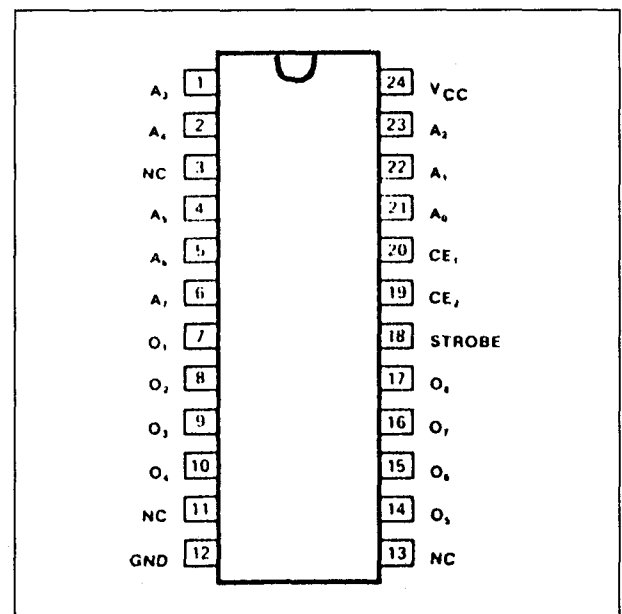 A₃ 1 24 VCC
A₄ 2 23 A₂
NC 3 22 A₁
A₅ 4 21 A₀
A₆ 5 20 CE₁
A₇ 6 19 CE₂
O₁ 7 18 STROBE
O₂ 8 17 O₈
O₃ 9 16 O₇
O₄ 10 15 O₆
NC 11 14 O₅
GND 12 13 NC